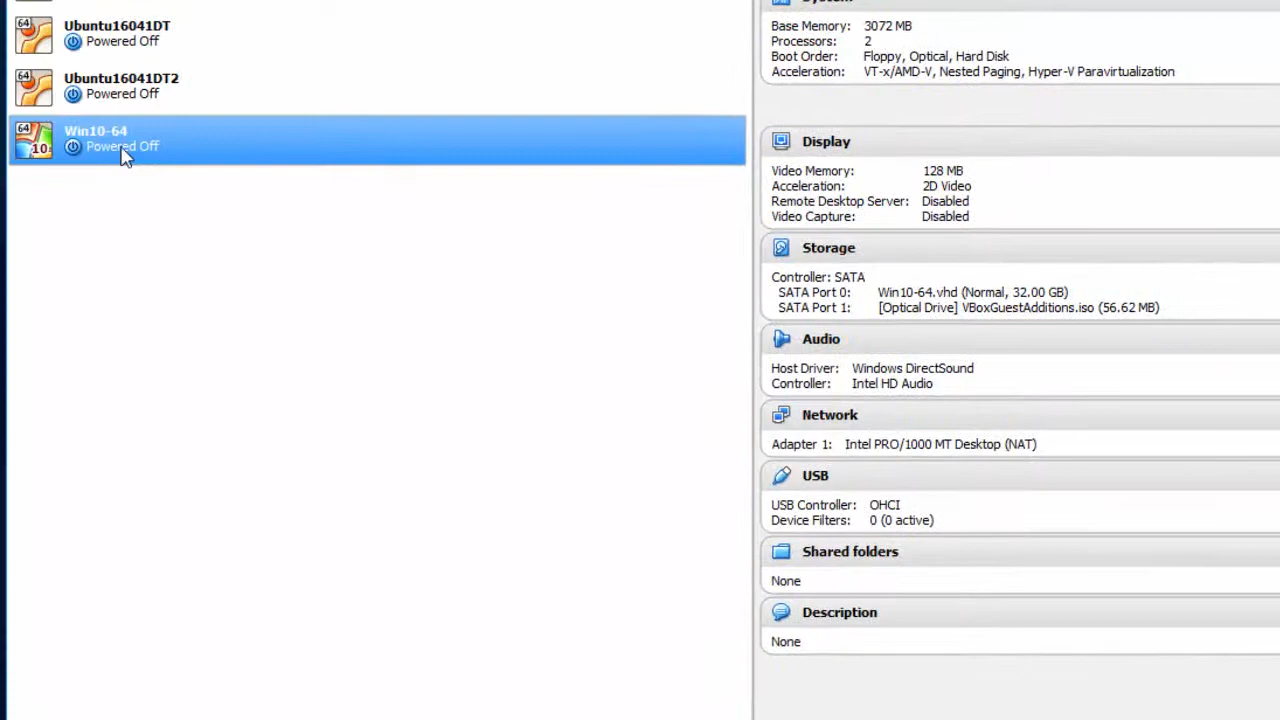 64
Ubuntu16041DT
Powered Off
64
Ubuntu16041DT2
Powered Off
64
10
Win10-64
Powered Off
Base Memory: 3072 MB
Processors: 2
Boot Order: Floppy, Optical, Hard Disk
Acceleration: VT-x/AMD-V, Nested Paging, Hyper-V Paravirtualization
Display
Video Memory: 128 MB
Acceleration: 2D Video
Remote Desktop Server: Disabled
Video Capture: Disabled
Storage
Controller: SATA
SATA Port 0: Win10-64.vhd (Normal, 32.00 GB)
SATA Port 1: [Optical Drive] VBoxGuestAdditions.iso (56.62 MB)
Audio
Host Driver: Windows DirectSound
Controller: Intel HD Audio
Network
Adapter 1: Intel PRO/1000 MT Desktop (NAT)
USB
USB Controller: OHCI
Device Filters: 0 (0 active)
Shared folders
None
Description
None